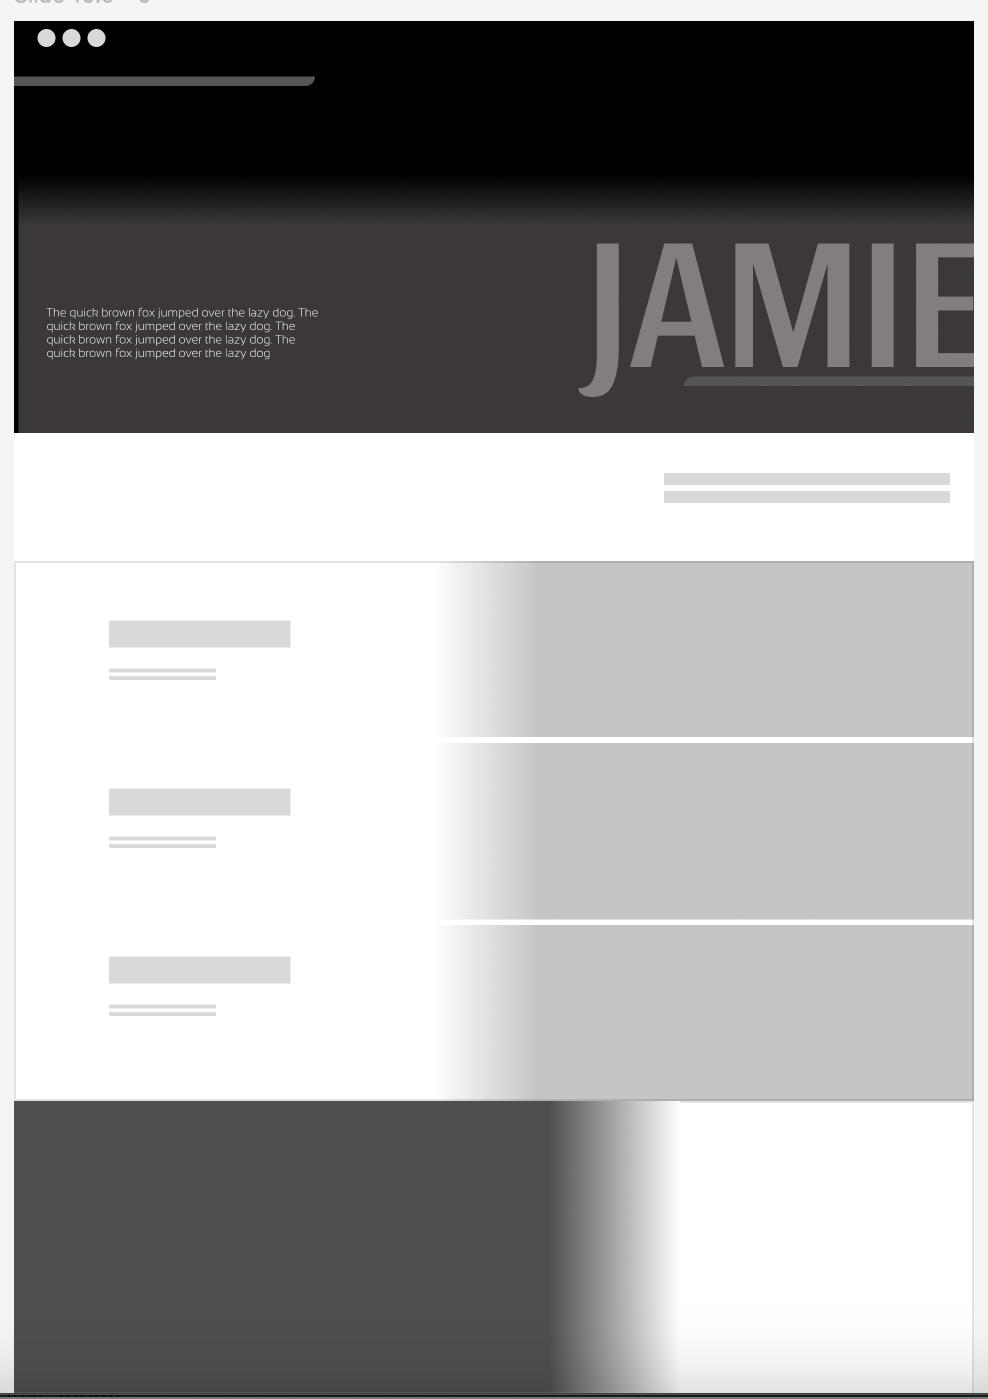 JAMIE
The quick brown fox jumped over the lazy dog. The
quick brown fox jumped over the lazy dog. The
quick brown fox jumped over the lazy dog. The
quick brown fox jumped over the lazy dog